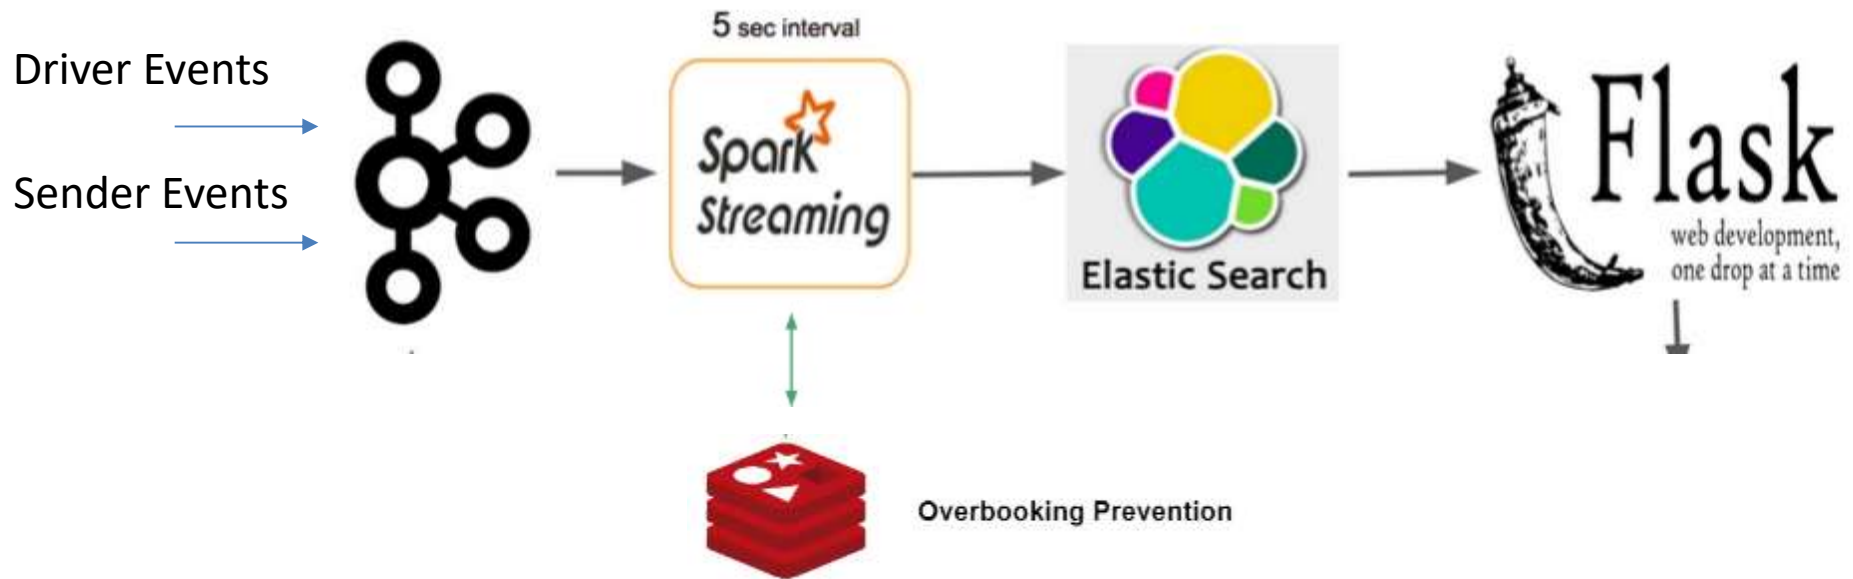 5 sec interval
Driver Events
Sender Events
Spark
Streaming
Elastic Search
Flask
web development,
one drop at a time
Overbooking Prevention